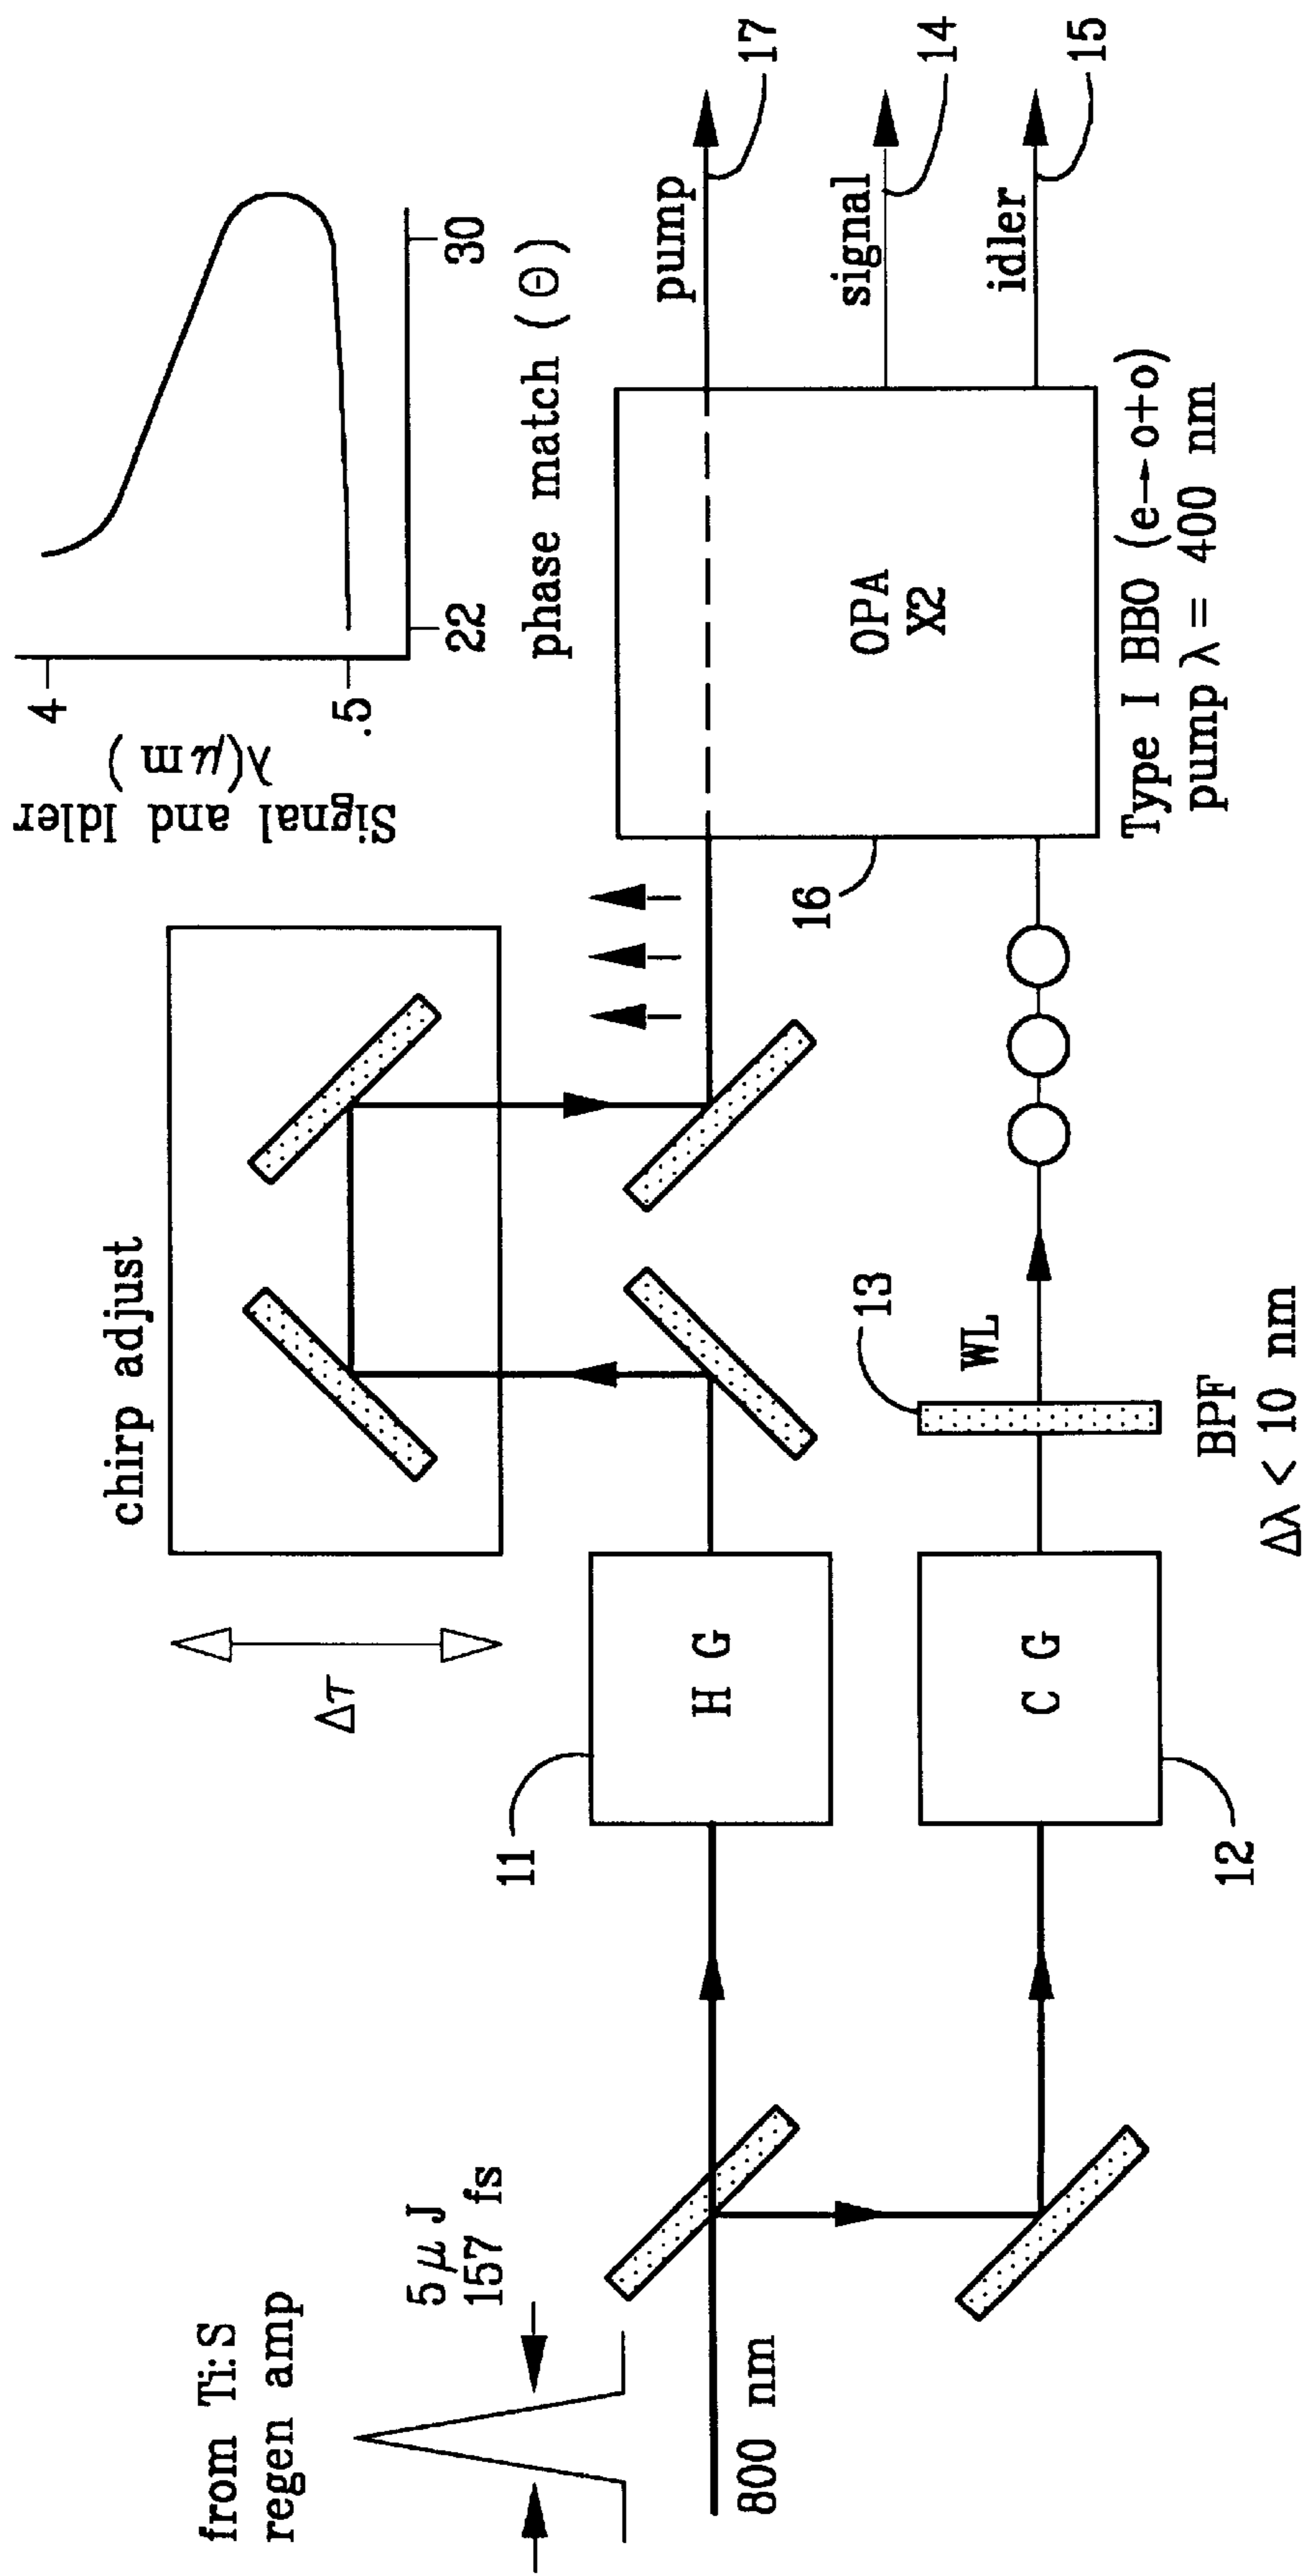 from Ti:S
regen amp
5μJ
157 fs
800 nm
11
H G
12
C G
Δτ
chirp adjust
13
WL
BPF
Δλ < 10 nm
16
OPA
X2
Type I BBO (e→o+o)
pump λ = 400 nm
pump
17
signal
14
idler
15
Signal and Idler
λ(μm)
4
.5
22
30
phase match (Θ)